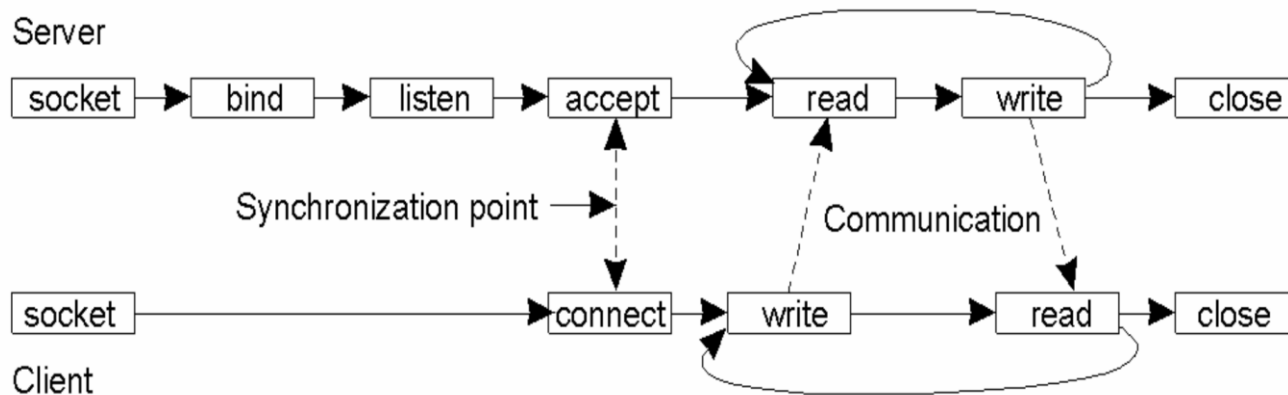 Server
socket bind listen accept read write close
Synchronization point Communication
socket connect write read close
Client